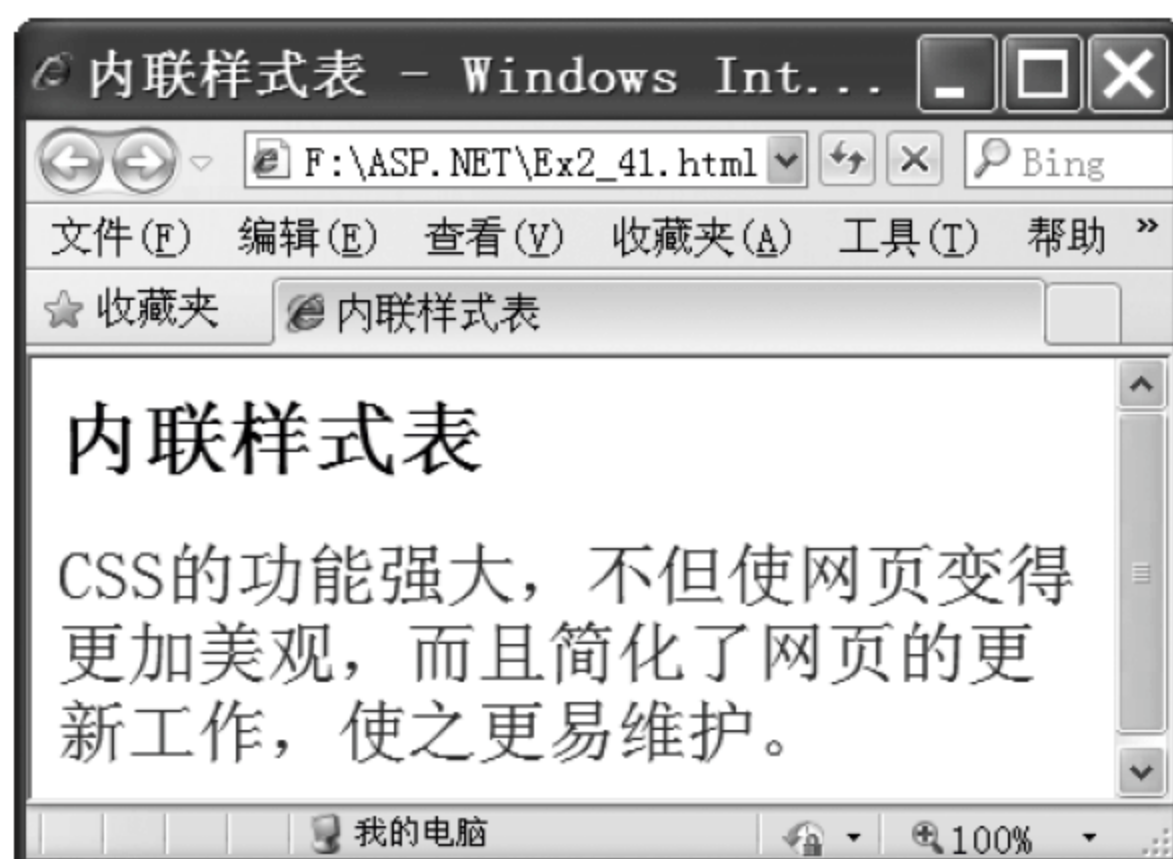 内联样式表 - Windows Int...
F:\ASP.NET\Ex2_41.html Bing
文件(F) 编辑(E) 查看(V) 收藏夹(A) 工具(T) 帮助 »
收藏夹 内联样式表
内联样式表
CSS的功能强大，不但使网页变得
更加美观，而且简化了网页的更
新工作，使之更易维护。
我的电脑 100%